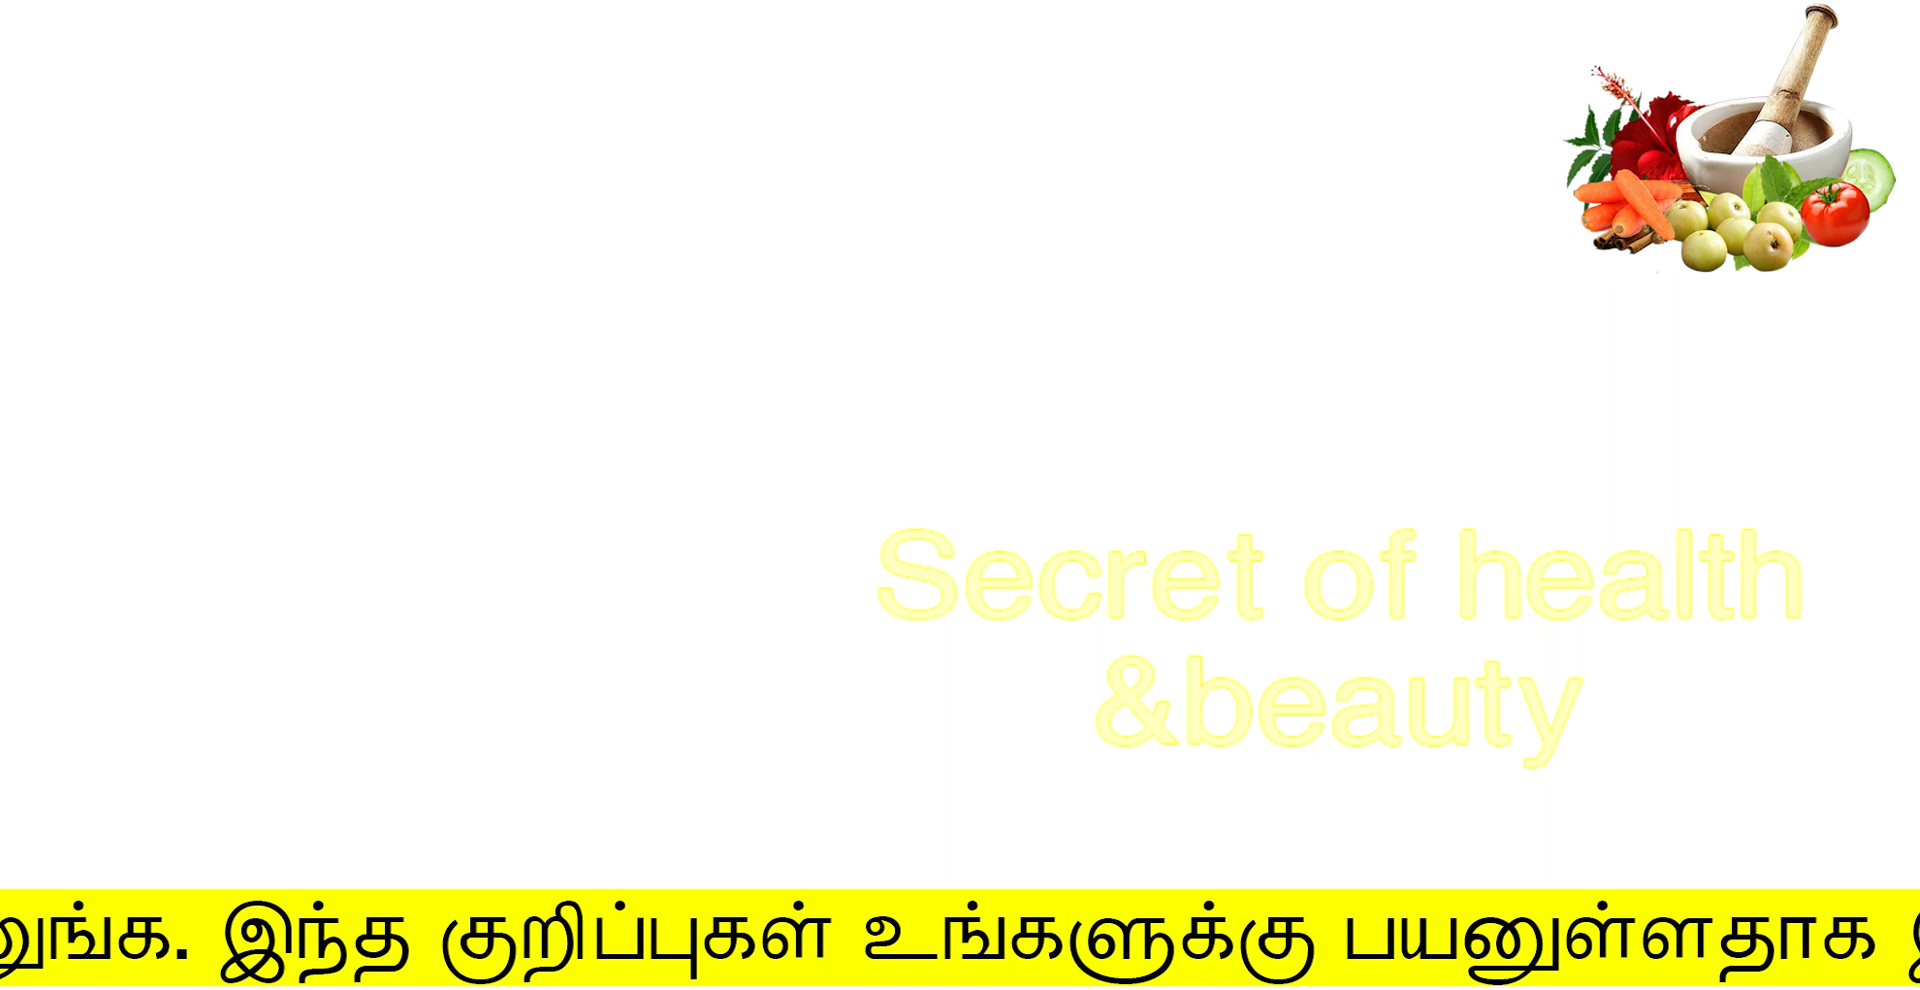 Secret of health
&beauty
இந்த குறிப்புகள் உங்களுக்கு பயனுள்ளதாக